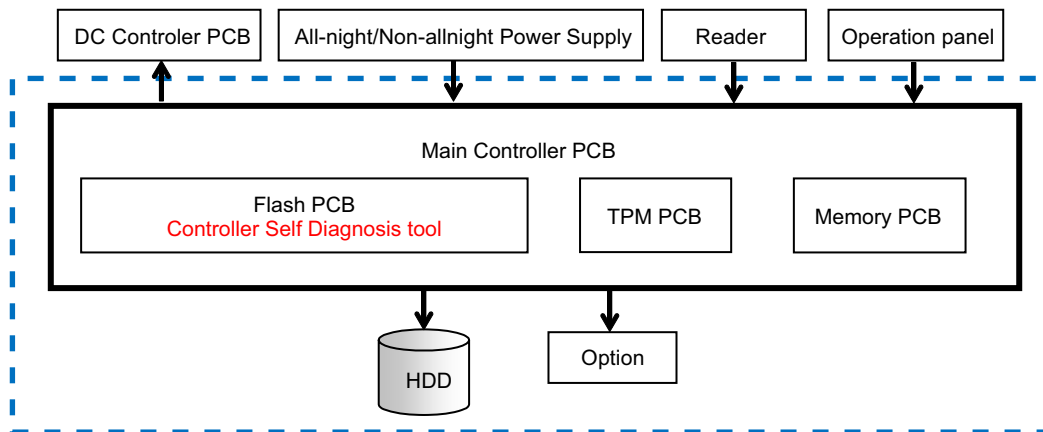 DC Controler PCB
All-night/Non-allnight Power Supply
Reader
Operation panel
Main Controller PCB
Flash PCB
Controller Self Diagnosis tool
TPM PCB
Memory PCB
HDD
Option